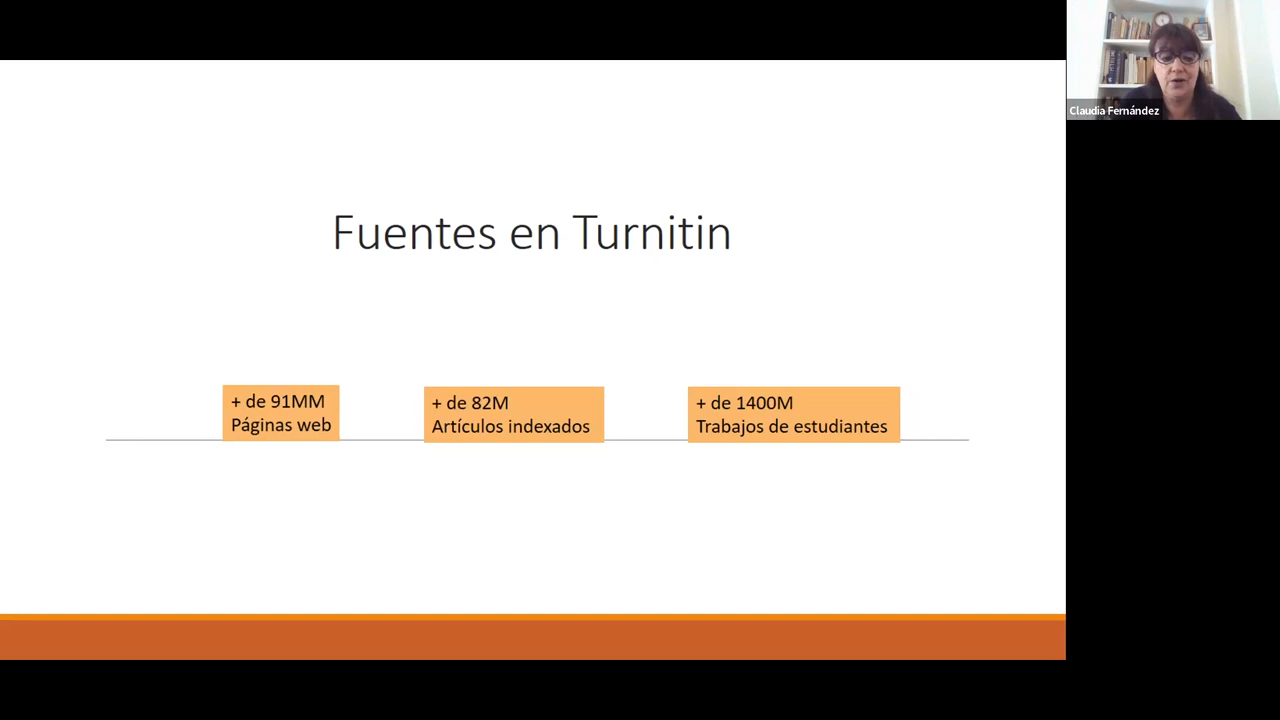 Claudia Fernández
Fuentes en Turnitin
+ de 91MM
Páginas web
+ de 82M
Artículos indexados
+ de 1400M
Trabajos de estudiantes